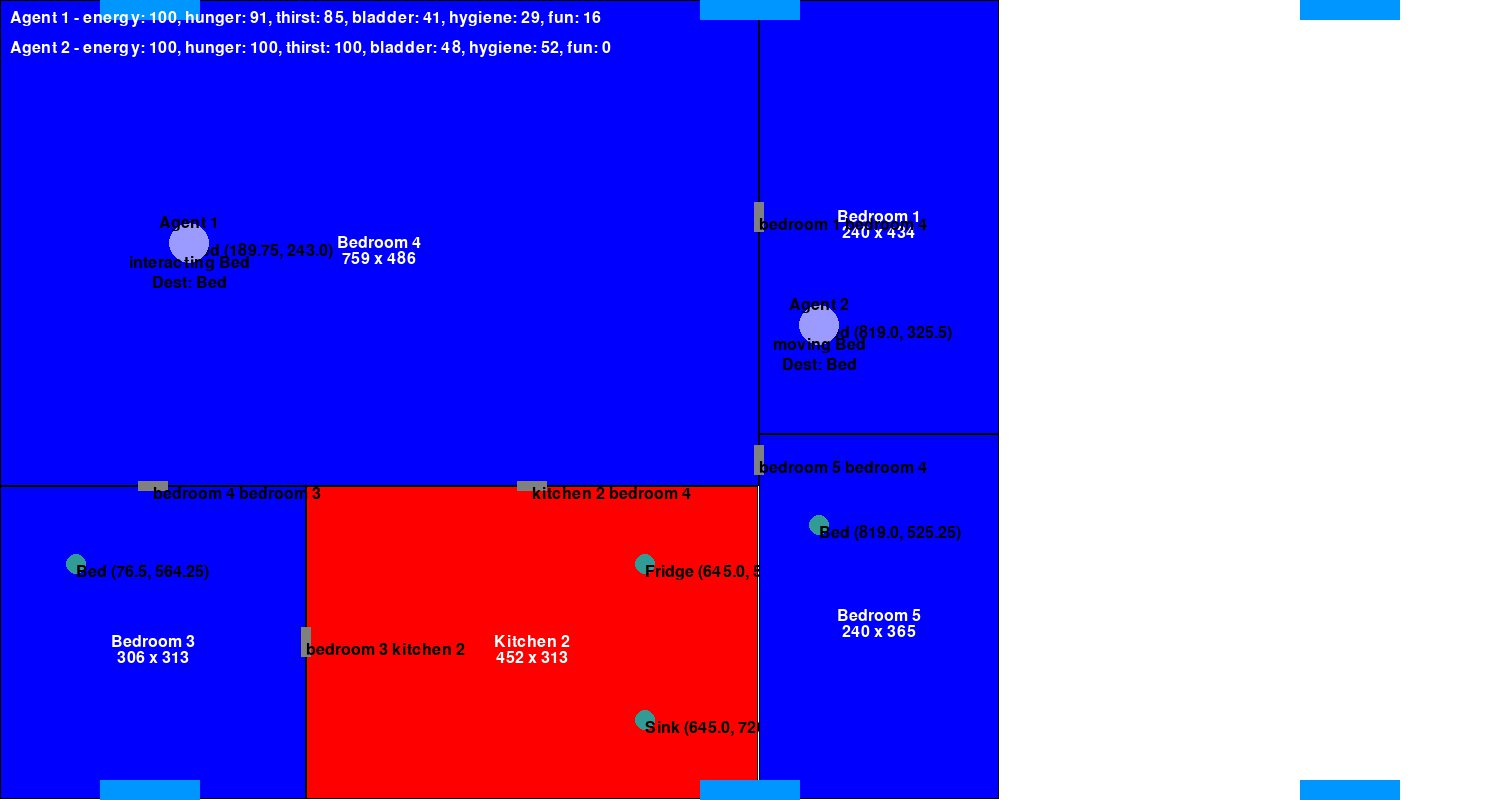 Agent 1 - energy: 100, hunger: 91, thirst: 85, bladder: 41, hygiene: 29, fun: 16
Agent 2 - energy: 100, hunger: 100, thirst: 100, bladder: 48, hygiene: 52, fun: 0
Agent 1
d (189.75, 243.0)
interacting Bed
Dest: Bed
Bedroom 4
759 x 486
Bedroom 1
bedroom 1 bedroom 4
240 x 434
Agent 2
d (819.0, 325.5)
moving Bed
Dest: Bed
bedroom 5 bedroom 4
bedroom 4 bedroom 3
kitchen 2 bedroom 4
Bed (819.0, 525.25)
Bed (76.5, 564.25)
Fridge (645.0, 5
Bedroom 5
240 x 365
Bedroom 3
306 x 313
bedroom 3 kitchen 2
Kitchen 2
452 x 313
Sink (645.0, 72